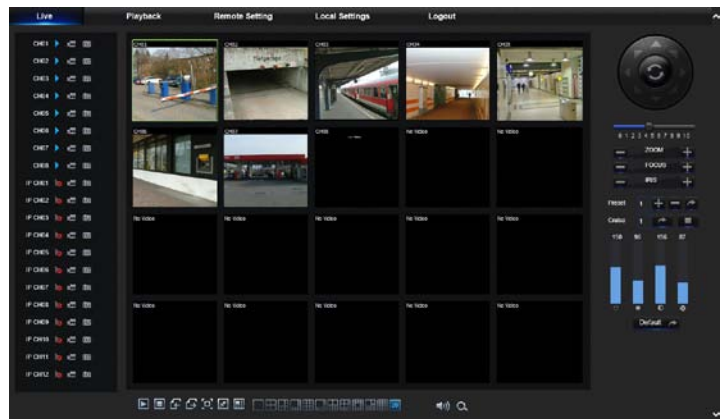 Live Playback Remote Setting Local Settings Logout
CH01
CH02
CH03
CH04
CH05
CH06
CH07
CH08
IP CH01
IP CH02
IP CH03
IP CH04
IP CH05
IP CH06
IP CH07
IP CH08
IP CH09
IP CH10
IP CH11
IP CH12
CH01 CH02 CH03 CH04 CH05
CH06 CH07 CH08 No Video No Video
No Video No Video No Video No Video No Video
No Video No Video No Video No Video No Video
0 1 2 3 4 5 6 7 8 9 10
ZOOM
FOCUS
IRIS
Preset 1
Cruise 1
Default